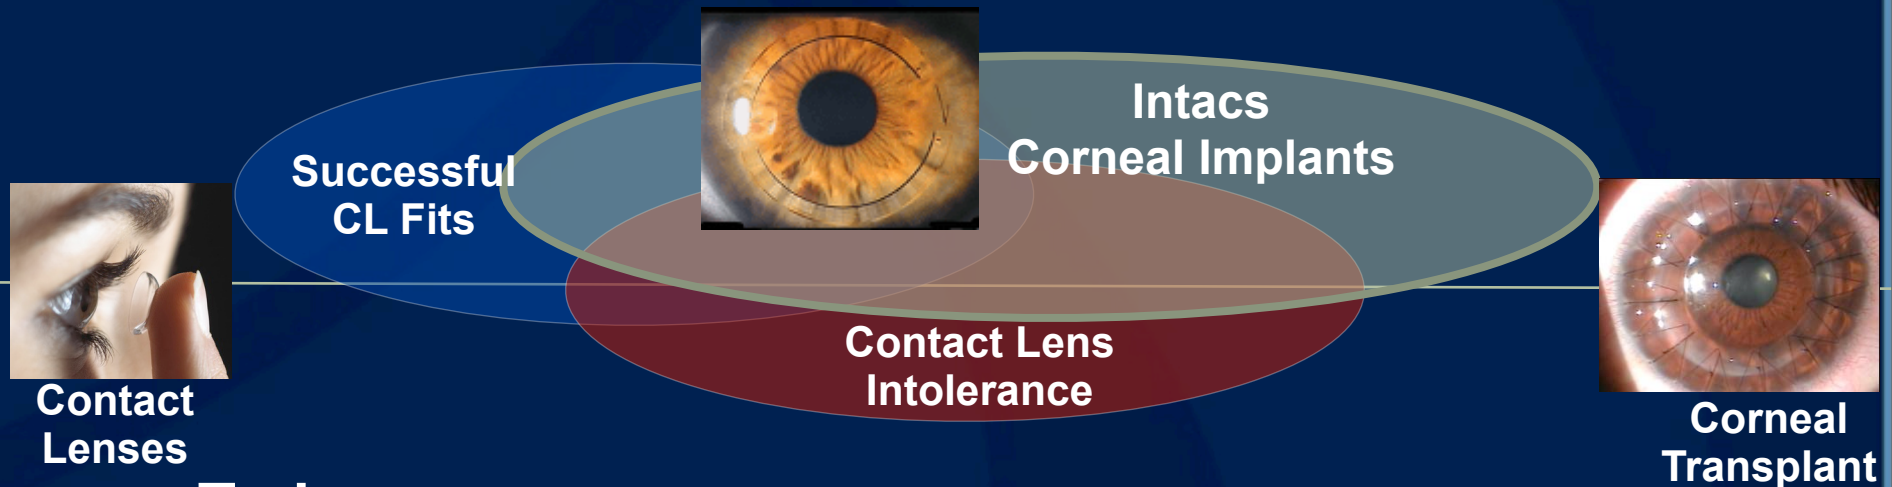 Intacs
Corneal Implants
Successful
CL Fits
Contact Lens
Intolerance
Contact
Lenses
Corneal
Transplant